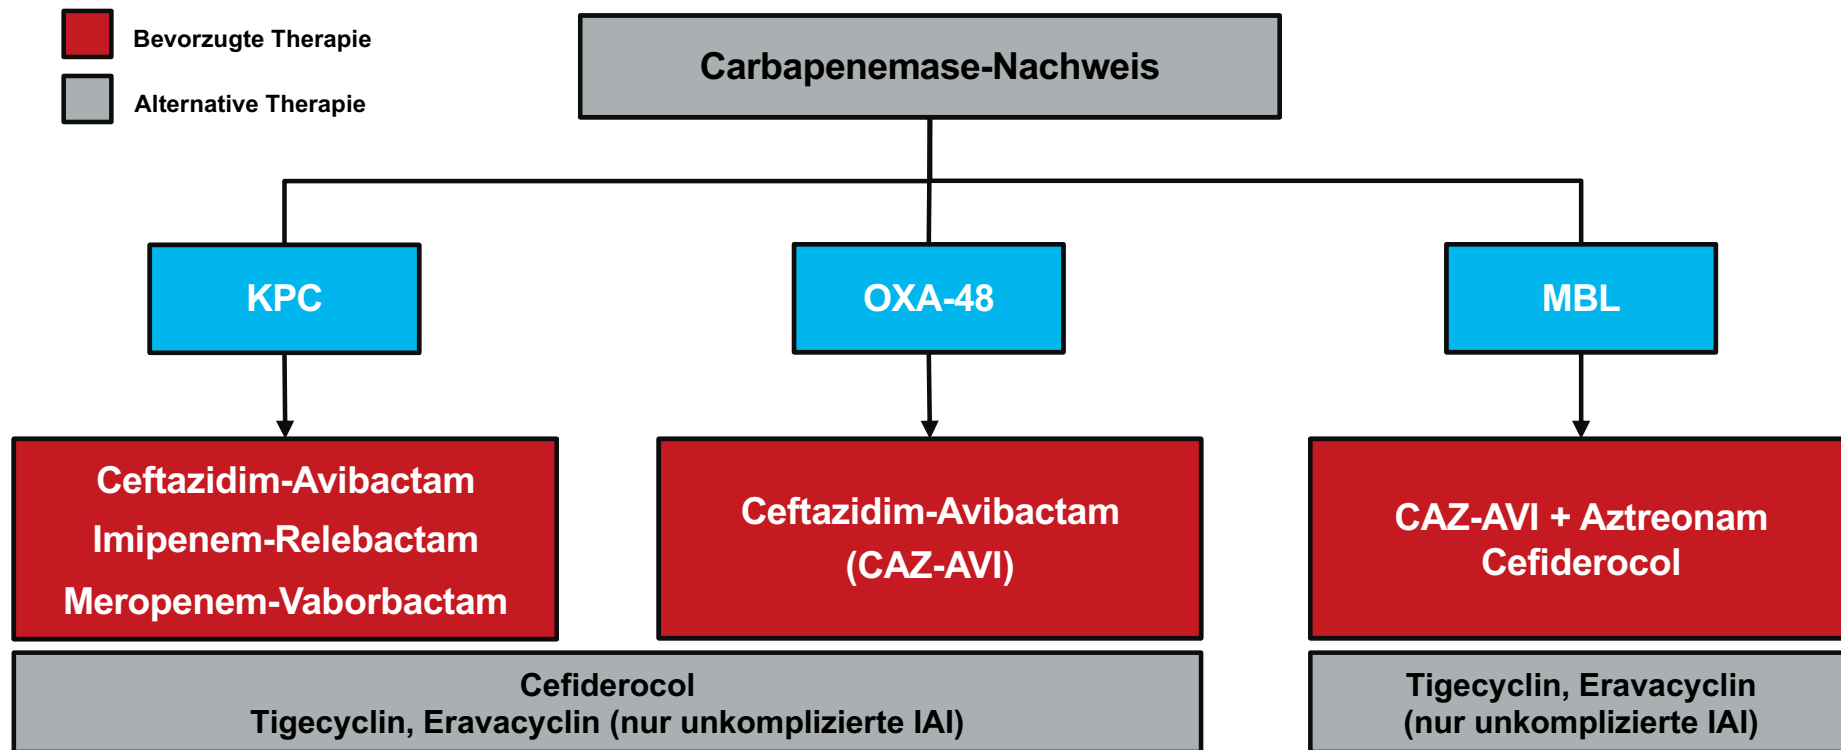 Bevorzugte Therapie
Alternative Therapie
Carbapenemase-Nachweis
KPC
OXA-48
MBL
Ceftazidim-Avibactam
Imipenem-Relebactam
Meropenem-Vaborbactam
Ceftazidim-Avibactam
(CAZ-AVI)
CAZ-AVI + Aztreonam
Cefiderocol
Cefiderocol
Tigecyclin, Eravacyclin (nur unkomplizierte IAI)
Tigecyclin, Eravacyclin
(nur unkomplizierte IAI)